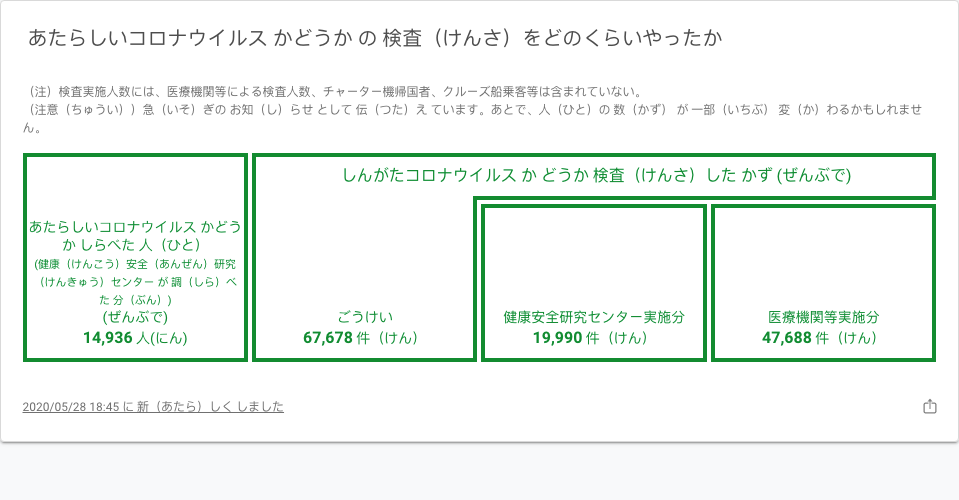 あたらしいコロナウイルス かどうか の 検査（けんさ）をどのくらいやったか
（注）検査実施人数には、医療機関等による検査人数、チャーター機帰国者、クルーズ船乗客等は含まれていない。
（注意（ちゅうい））急（いそ）ぎの お知（し）らせ として 伝（つた）え ています。あとで、人（ひと）の 数（かず） が 一部（いちぶ） 変（か）わるかもしれませ
ん。
しんがたコロナウイルス か どうか 検査（けんさ）した かず (ぜんぶで)
あたらしいコロナウイルス かどう
か しらべた 人（ひと）
(健康（けんこう）安全（あんぜん）研究
（けんきゅう）センター が 調（しら）べ
た 分（ぶん）)
(ぜんぶで)
14,936 人(にん)
ごうけい
67,678 件（けん）
健康安全研究センター実施分
19,990 件（けん）
医療機関等実施分
47,688 件（けん）
2020/05/28 18:45 に 新（あたら）しく しました